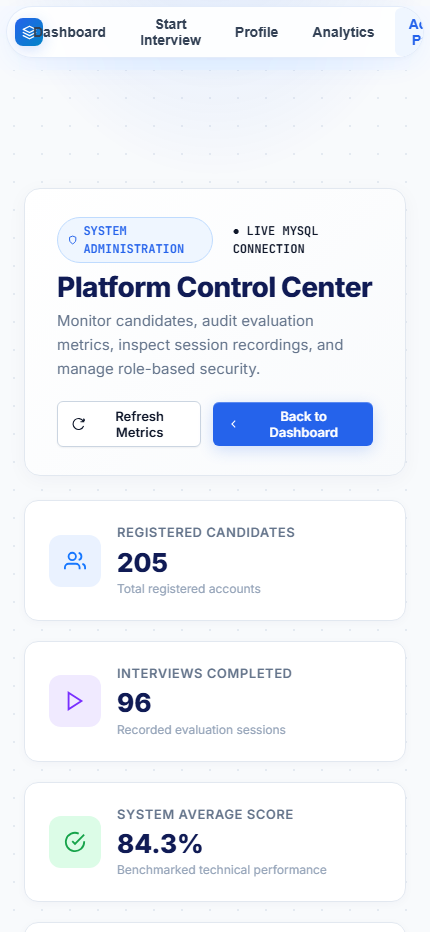 Dashboard
Start
Interview
Profile
Analytics
SYSTEM
ADMINISTRATION
● LIVE MYSQL
CONNECTION
Platform Control Center
Monitor candidates, audit evaluation
metrics, inspect session recordings, and
manage role-based security.
Refresh
Metrics
Back to
Dashboard
REGISTERED CANDIDATES
205
Total registered accounts
INTERVIEWS COMPLETED
96
Recorded evaluation sessions
SYSTEM AVERAGE SCORE
84.3%
Benchmarked technical performance